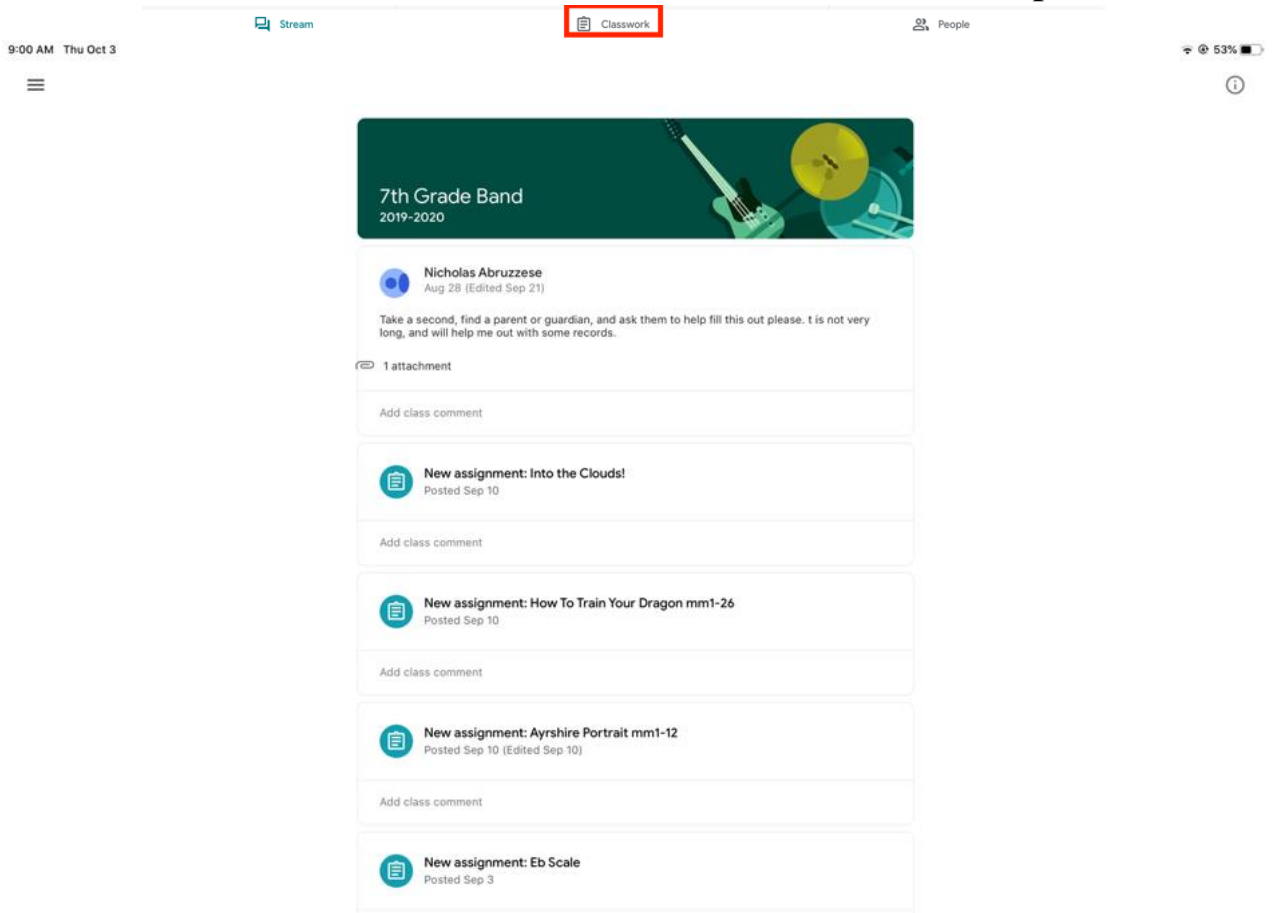 Stream
Classwork
People
9:00 AM Thu Oct 3
53%
7th Grade Band
2019-2020
Nicholas Abruzzese
Aug 28 (Edited Sep 21)
Take a second, find a parent or guardian, and ask them to help fill this out please. t is not very
long, and will help me out with some records.
1 attachment
Add class comment
New assignment: Into the Clouds!
Posted Sep 10
Add class comment
New assignment: How To Train Your Dragon mm1-26
Posted Sep 10
Add class comment
New assignment: Ayrshire Portrait mm1-12
Posted Sep 10 (Edited Sep 10)
Add class comment
New assignment: Eb Scale
Posted Sep 3